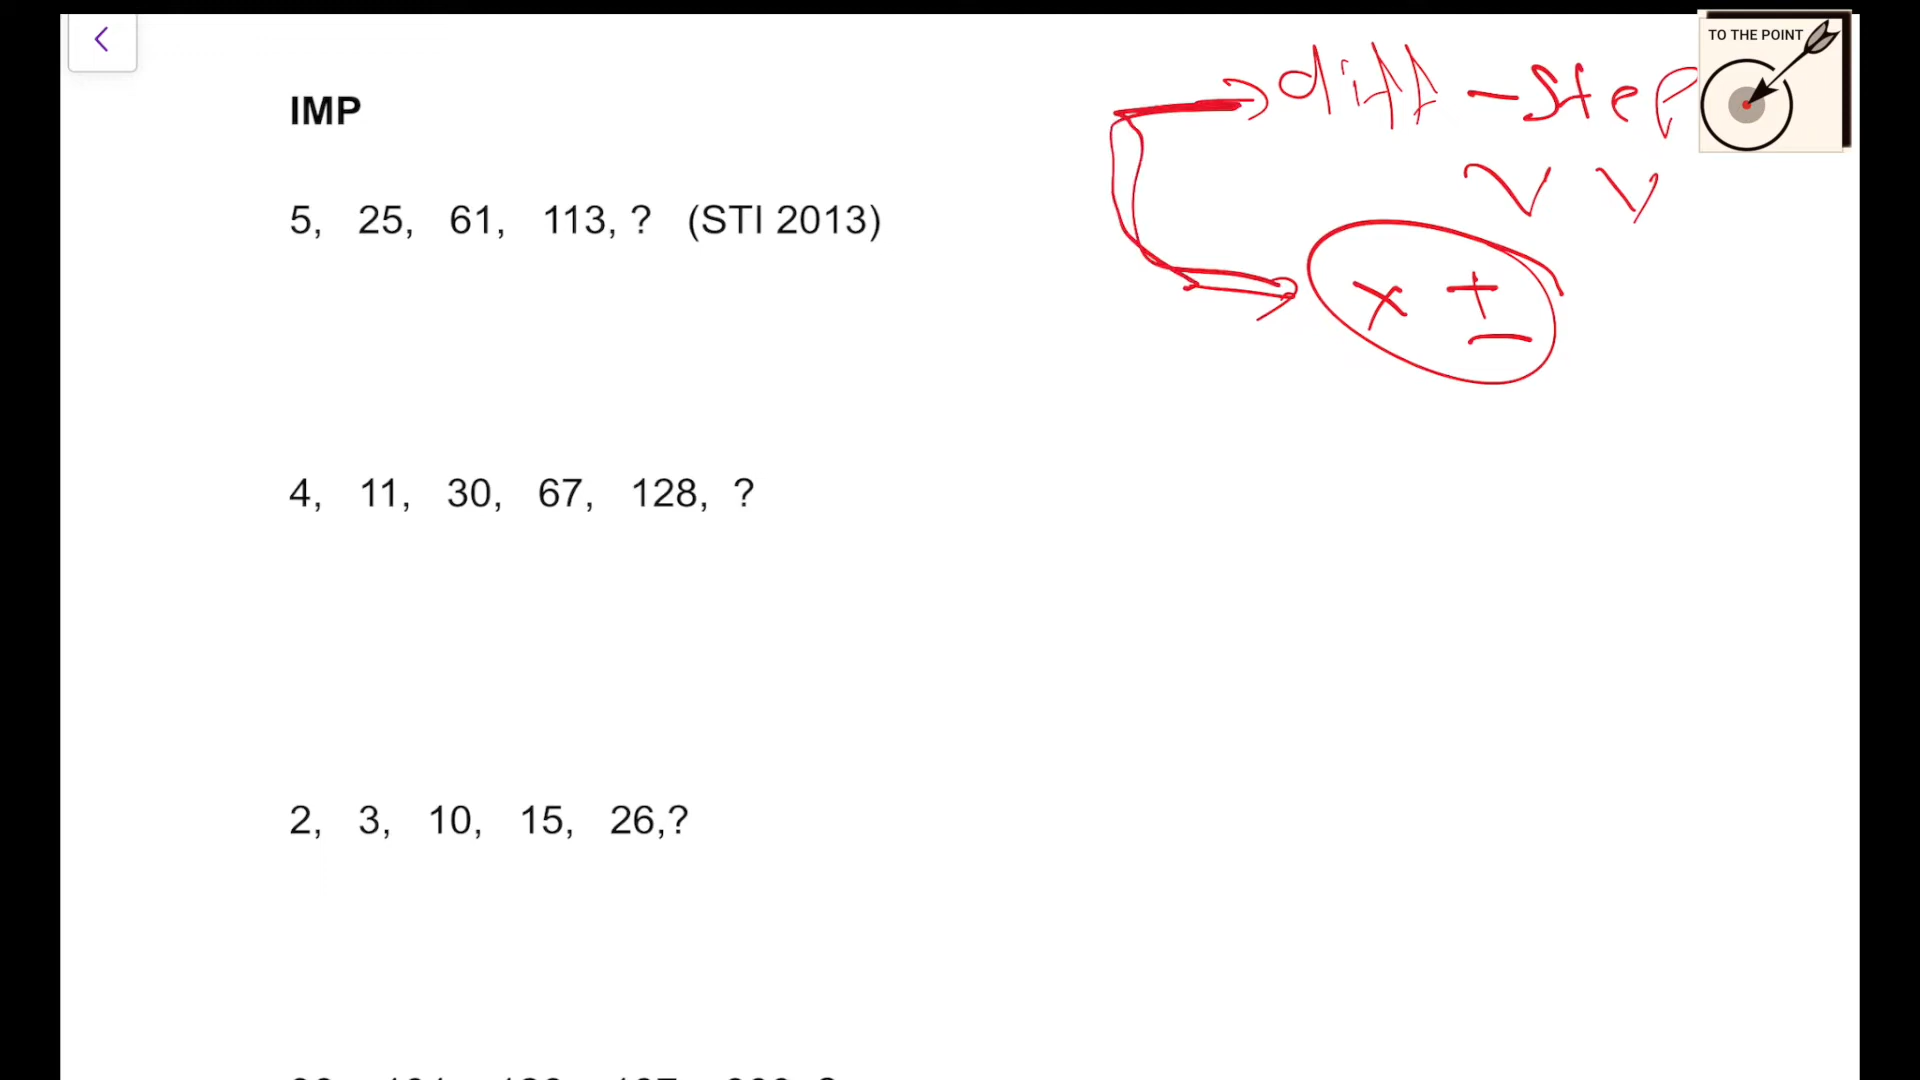 TO THE POINT
diff - step
IMP
5, 25, 61, 113, ? (STI 2013)
× +
−
4, 11, 30, 67, 128, ?
2, 3, 10, 15, 26,?